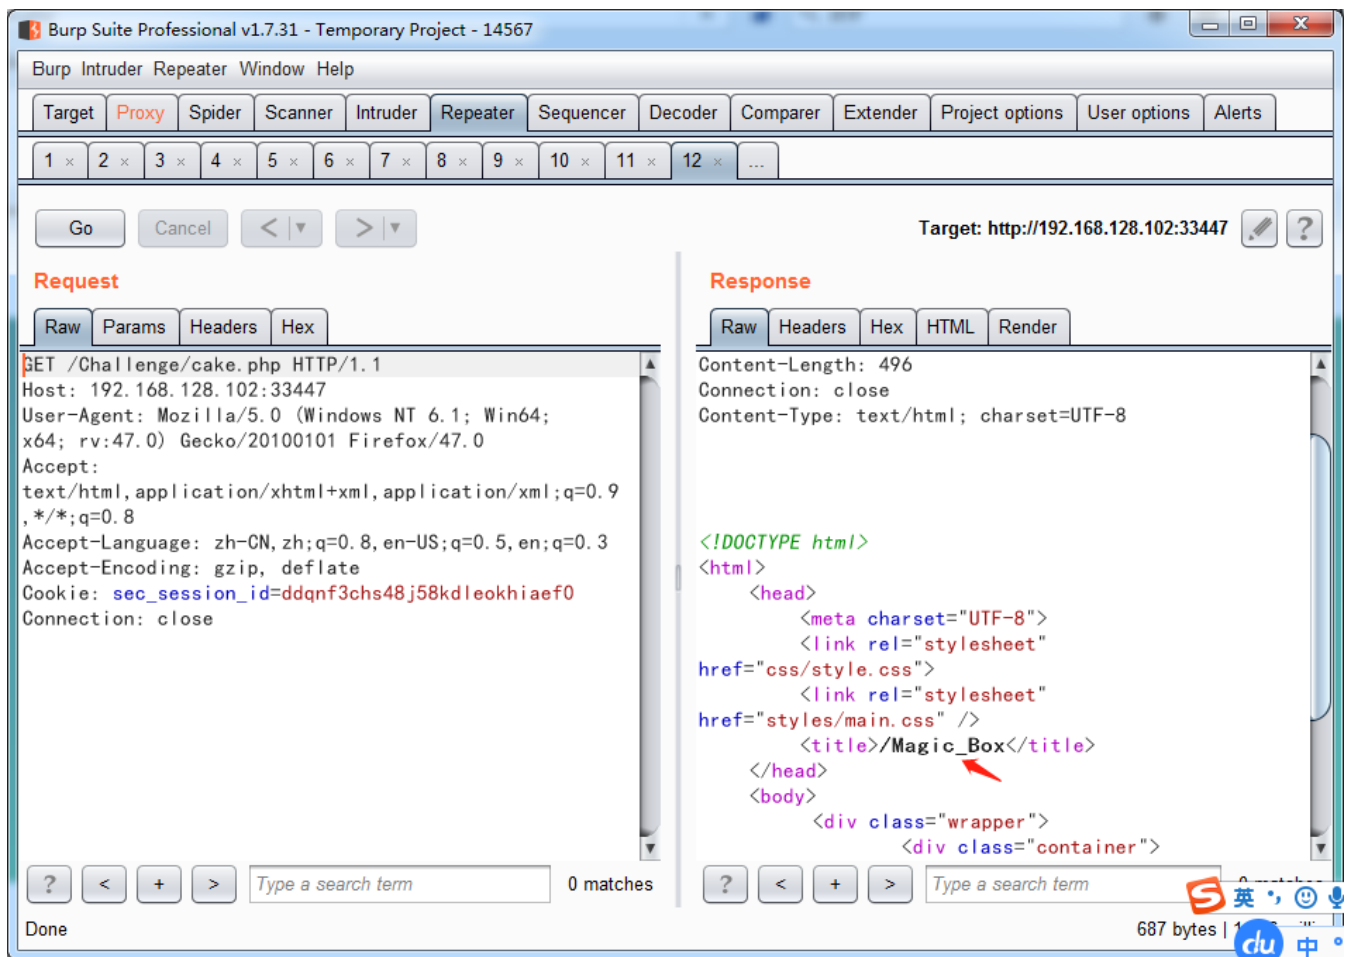 Burp Suite Professional v1.7.31 - Temporary Project - 14567
Burp Intruder Repeater Window Help
Target Proxy Spider Scanner Intruder Repeater Sequencer Decoder Comparer Extender Project options User options Alerts
1 × 2 × 3 × 4 × 5 × 6 × 7 × 8 × 9 × 10 × 11 × 12 × ...
Go Cancel < > Target: http://192.168.128.102:33447 ?
Request
Raw Params Headers Hex
GET /Challenge/cake.php HTTP/1.1
Host: 192.168.128.102:33447
User-Agent: Mozilla/5.0 (Windows NT 6.1; Win64;
x64; rv:47.0) Gecko/20100101 Firefox/47.0
Accept:
text/html,application/xhtml+xml,application/xml;q=0.9
,*/*;q=0.8
Accept-Language: zh-CN,zh;q=0.8,en-US;q=0.5,en;q=0.3
Accept-Encoding: gzip, deflate
Cookie: sec_session_id=ddqnf3chs48j58kdleokhiaef0
Connection: close
? < + > Type a search term 0 matches
Response
Raw Headers Hex HTML Render
Content-Length: 496
Connection: close
Content-Type: text/html; charset=UTF-8
<!DOCTYPE html>
<html>
<head>
<meta charset="UTF-8">
<link rel="stylesheet"
href="css/style.css">
<link rel="stylesheet"
href="styles/main.css" />
<title>/Magic_Box</title>
</head>
<body>
<div class="wrapper">
<div class="container">
? < + > Type a search term
英
Done
687 bytes |
du 中